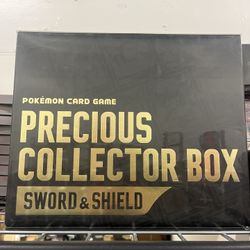 POKÉMON CARD GAME
PRECIOUS
COLLECTOR BOX
SWORD & SHIELD